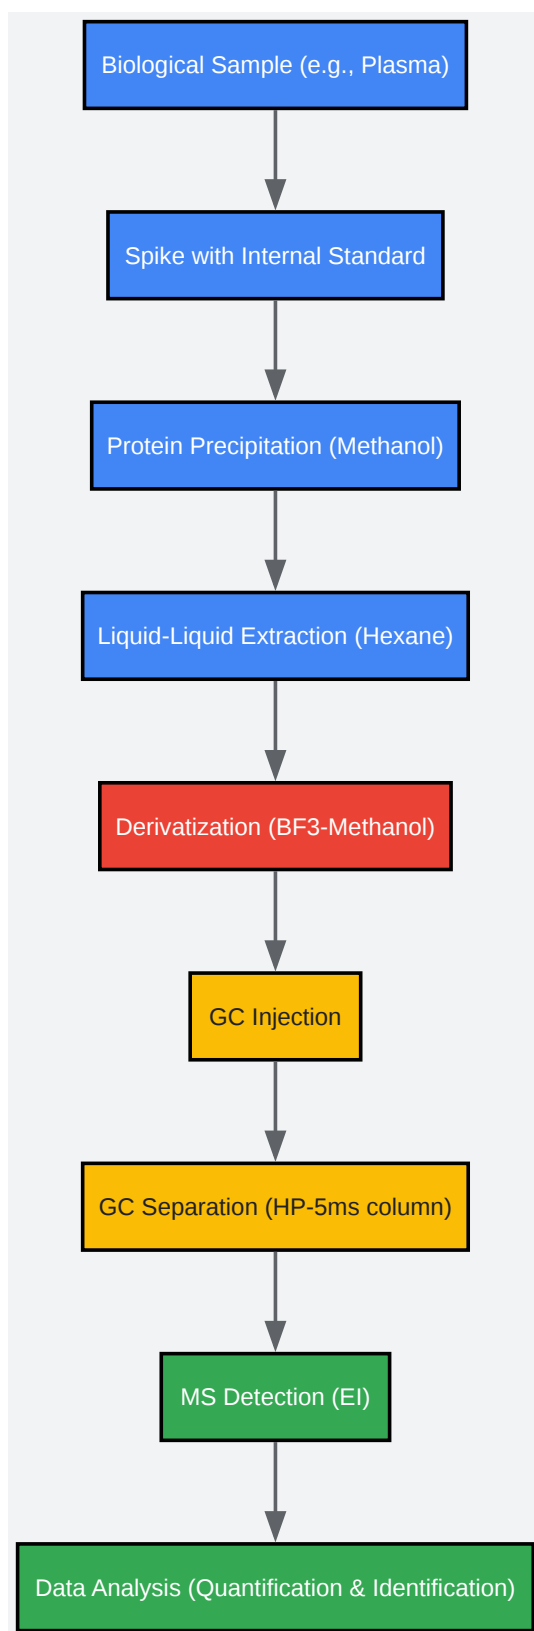 Biological Sample (e.g., Plasma)
Spike with Internal Standard
Protein Precipitation (Methanol)
Liquid-Liquid Extraction (Hexane)
Derivatization (BF3-Methanol)
GC Injection
GC Separation (HP-5ms column)
MS Detection (EI)
Data Analysis (Quantification & Identification)